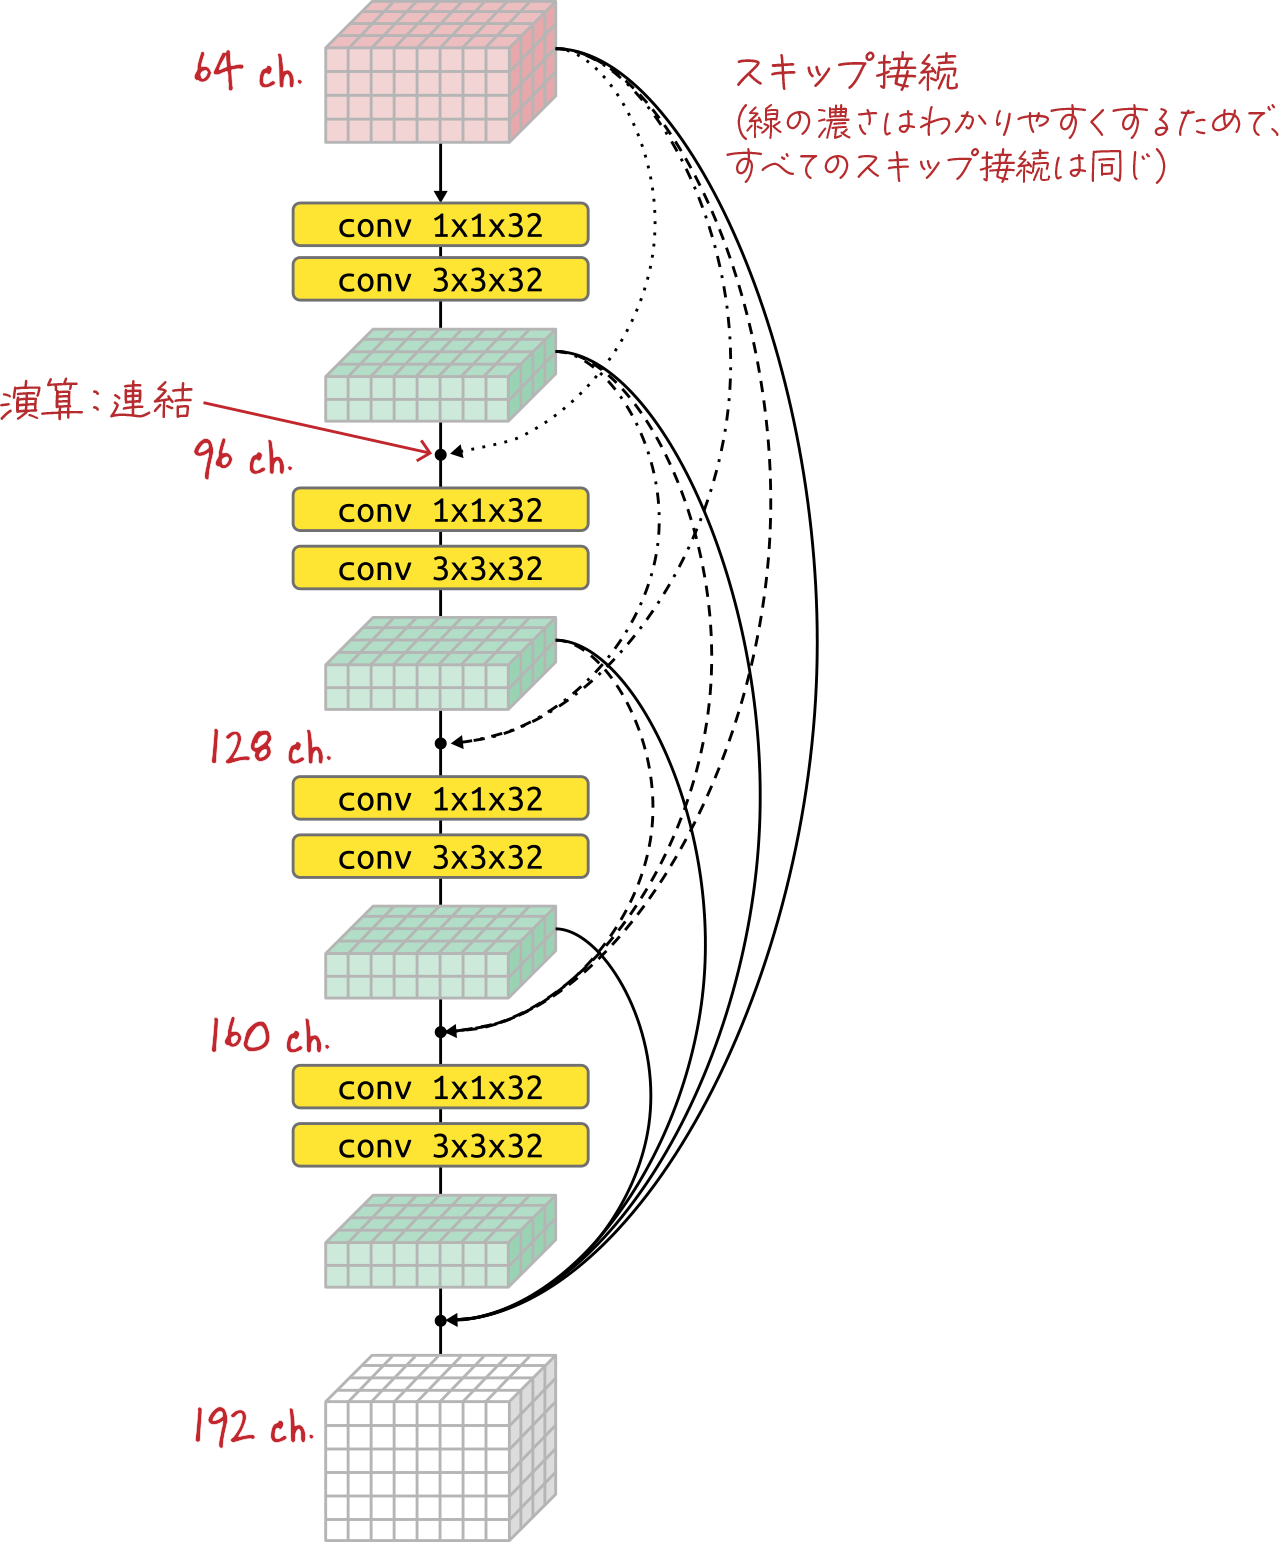 64 ch.
スキップ接続
(線の濃さはわかりやすくするためで、
すべてのスキップ接続は同じ)
conv 1x1x32
conv 3x3x32
演算:連結
96 ch.
conv 1x1x32
conv 3x3x32
128 ch.
conv 1x1x32
conv 3x3x32
160 ch.
conv 1x1x32
conv 3x3x32
192 ch.